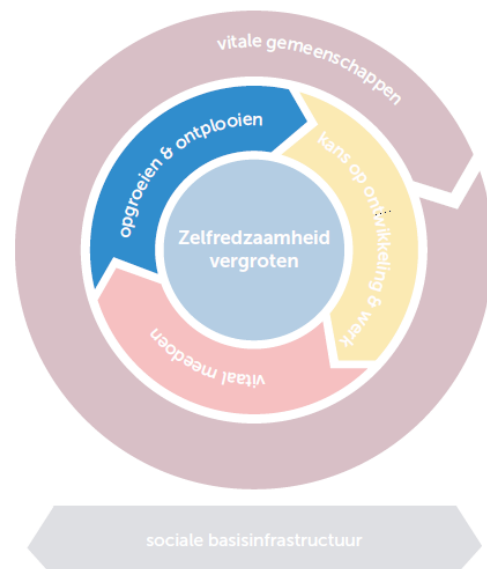 vitale gemeenschappen
opgroeien & ontplooien
kans op ontwikkeling & werk
Zelfredzaamheid
vergroten
vitaal meedoen
sociale basisinfrastructuur